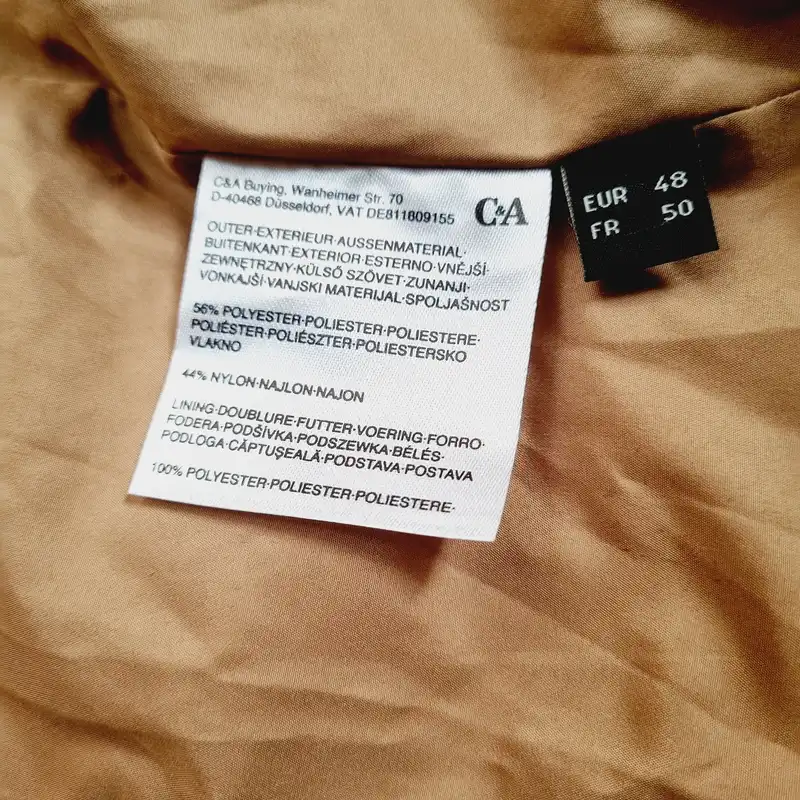 C&A Buying, Wanheimer Str. 70
D-40468 Düsseldorf, VAT DE811809155
C&A
OUTER·EXTERIEUR·AUSSENMATERIAL·
BUITENKANT·EXTERIOR·ESTERNO·VNĚJŠÍ·
ZEWNĘTRZNY·KÜLSŐ SZÖVET·ZUNANJI·
VONKAJŠÍ·VANJSKI MATERIJAL·SPOLJAŠNOST
56% POLYESTER·POLIESTER·POLIESTERE·
POLIÉSTER·POLIÉSZTER·POLIESTERSKO
VLAKNO
44% NYLON·NAJLON·NAJON
LINING·DOUBLURE·FUTTER·VOERING·FORRO·
FODERA·PODŠÍVKA·PODSZEWKA·BÉLÉS·
PODLOGA·CĂPTUŞEALĂ·PODSTAVA·POSTAVA
100% POLYESTER·POLIESTER·POLIESTERE·
EUR 48
FR 50